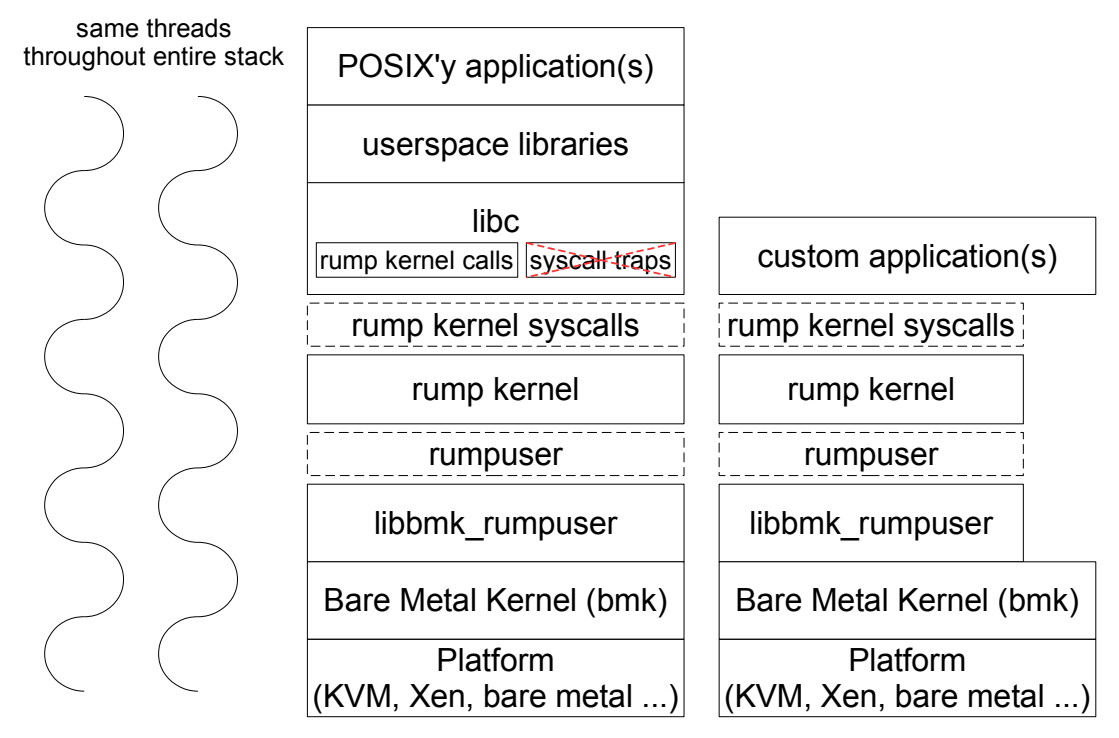 same threads
throughout entire stack
POSIX'y application(s)
userspace libraries
libc
rump kernel calls
syscall traps
rump kernel syscalls
rump kernel
rumpuser
libbmk_rumpuser
Bare Metal Kernel (bmk)
Platform
(KVM, Xen, bare metal ...)
custom application(s)
rump kernel syscalls
rump kernel
rumpuser
libbmk_rumpuser
Bare Metal Kernel (bmk)
Platform
(KVM, Xen, bare metal ...)